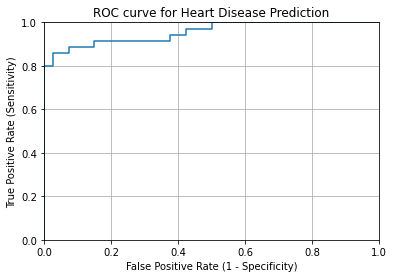 ROC curve for Heart Disease Prediction
True Positive Rate (Sensitivity)
1.0
0.8
0.6
0.4
0.2
0.0
0.0 0.2 0.4 0.6 0.8 1.0
False Positive Rate (1 - Specificity)